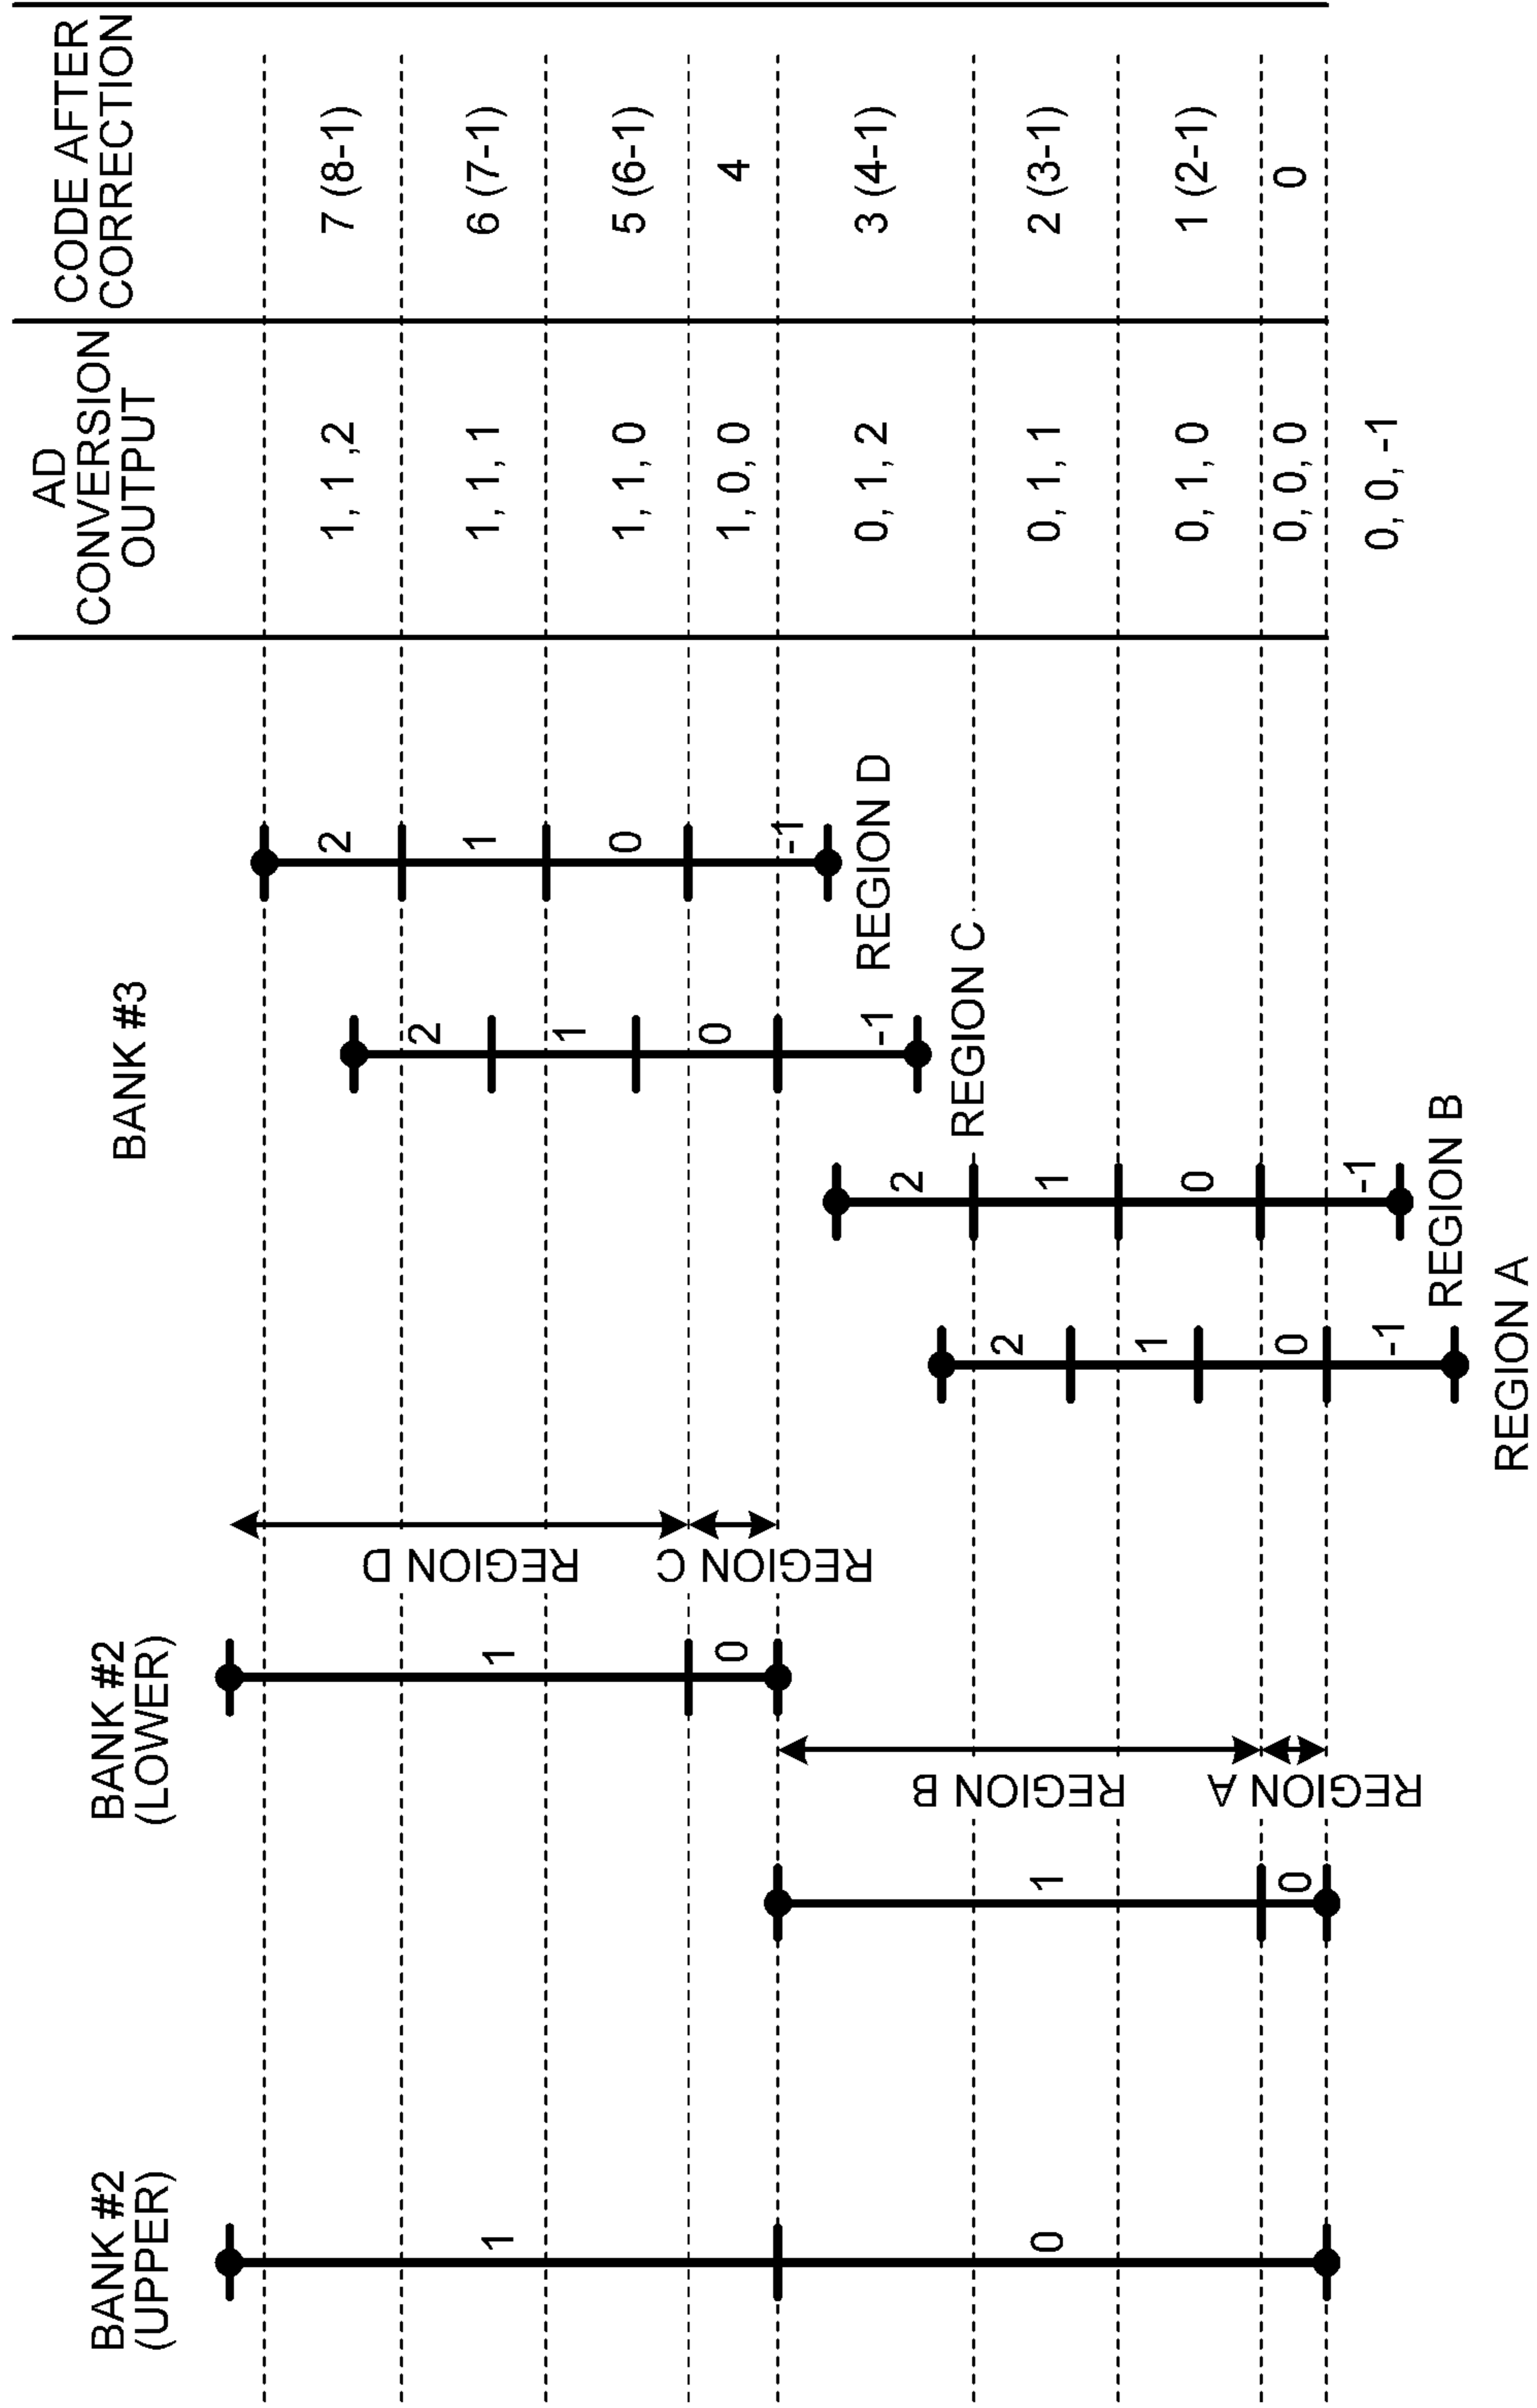 BANK #2
(UPPER)
BANK #2
(LOWER)
BANK #3
AD
CONVERSION
OUTPUT
CODE AFTER
CORRECTION
1
0
1
0
1
0
REGION D
REGION C
REGION B
REGION A
2
1
0
-1
REGION A
2
1
0
-1
REGION B
2
1
0
-1
REGION C
2
1
0
-1
REGION D
1, 1 ,2 7 (8-1)
1, 1, 1 6 (7-1)
1, 1, 0 5 (6-1)
1, 0, 0 4
0, 1, 2 3 (4-1)
0, 1, 1 2 (3-1)
0, 1, 0 1 (2-1)
0, 0, 0 0
0, 0, -1